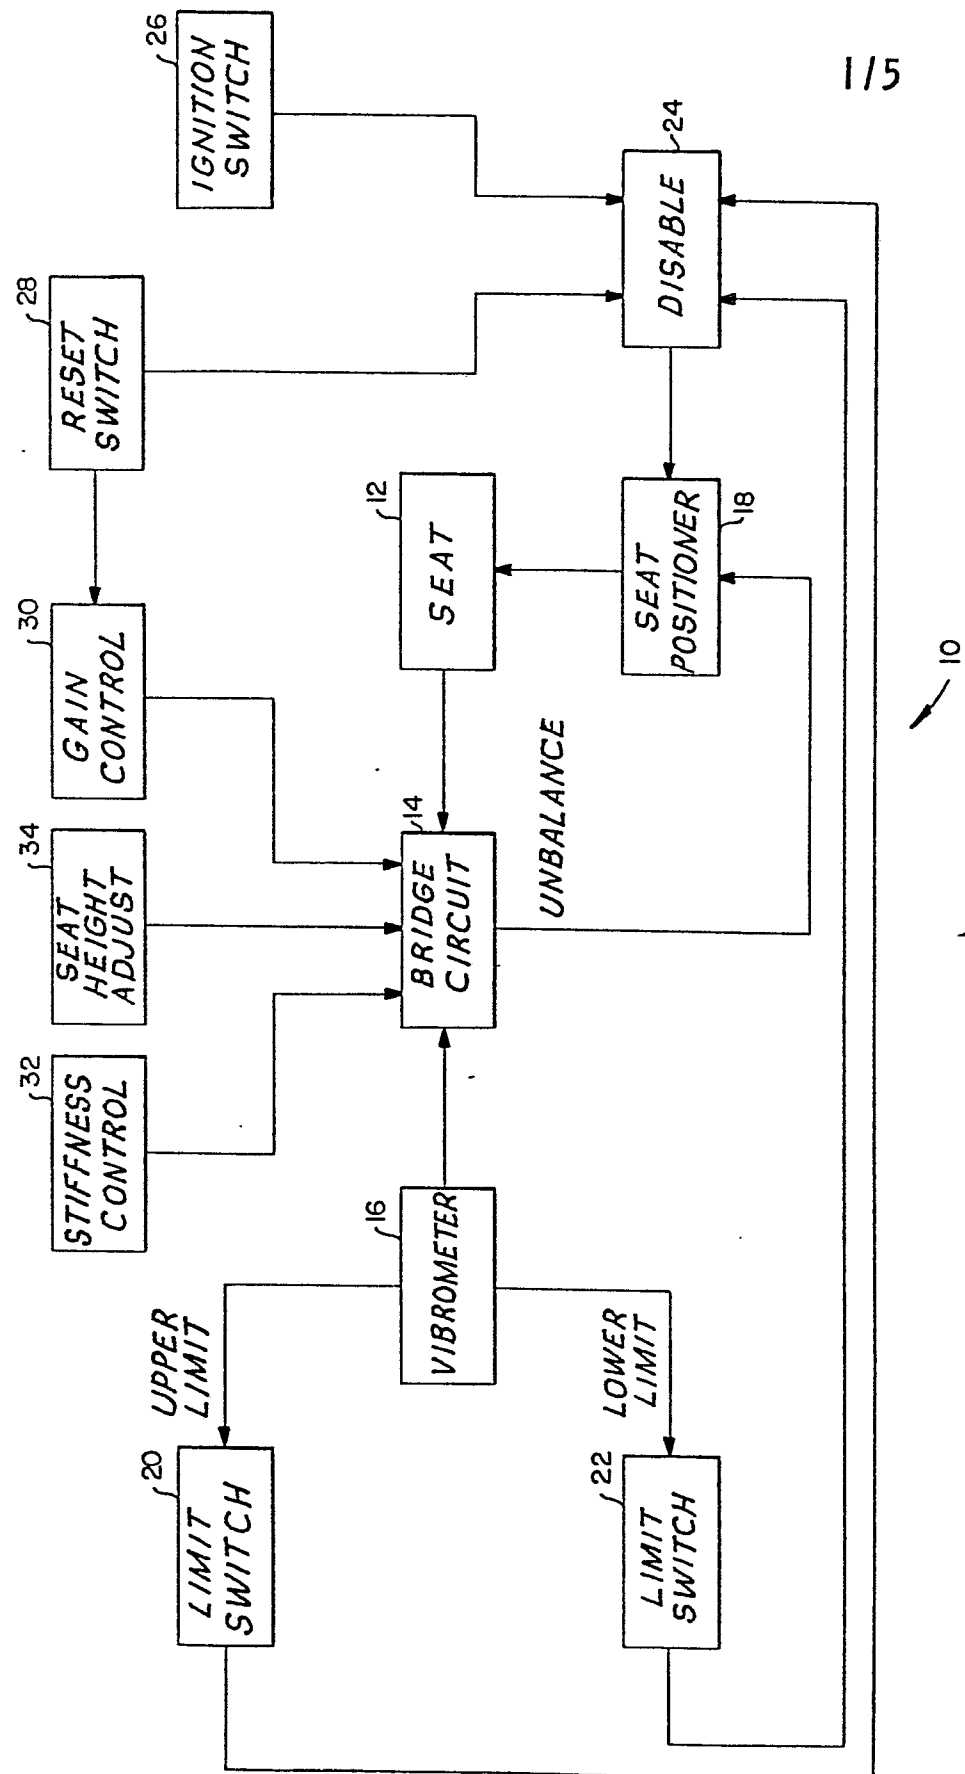 1/5
STIFFNESS
CONTROL
32
SEAT
HEIGHT
ADJUST
34
GAIN
CONTROL
30
RESET
SWITCH
28
IGNITION
SWITCH
26
LIMIT
SWITCH
20
UPPER
LIMIT
VIBROMETER
16
BRIDGE
CIRCUIT
14
SEAT
12
UNBALANCE
LIMIT
SWITCH
22
LOWER
LIMIT
SEAT
POSITIONER
18
DISABLE
24
10